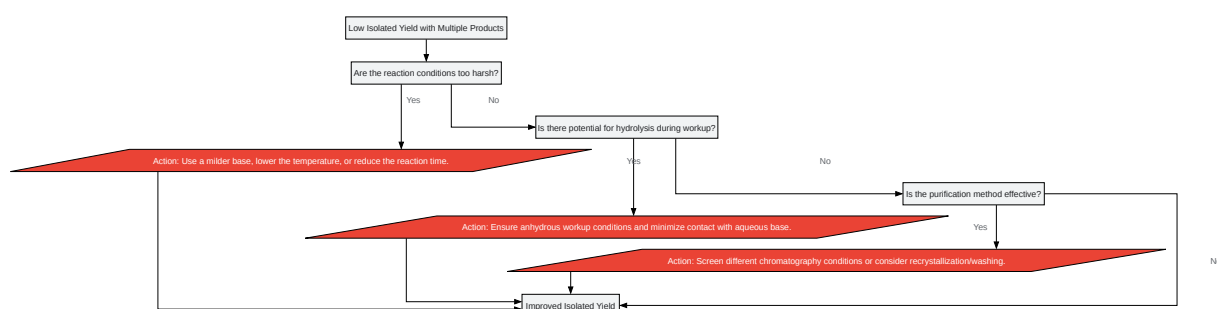 Low Isolated Yield with Multiple Products
Are the reaction conditions too harsh?
Yes
No
Is there potential for hydrolysis during workup?
Action: Use a milder base, lower the temperature, or reduce the reaction time.
Yes
No
Is the purification method effective?
Action: Ensure anhydrous workup conditions and minimize contact with aqueous base.
Yes
Action: Screen different chromatography conditions or consider recrystallization/washing.
Improved Isolated Yield